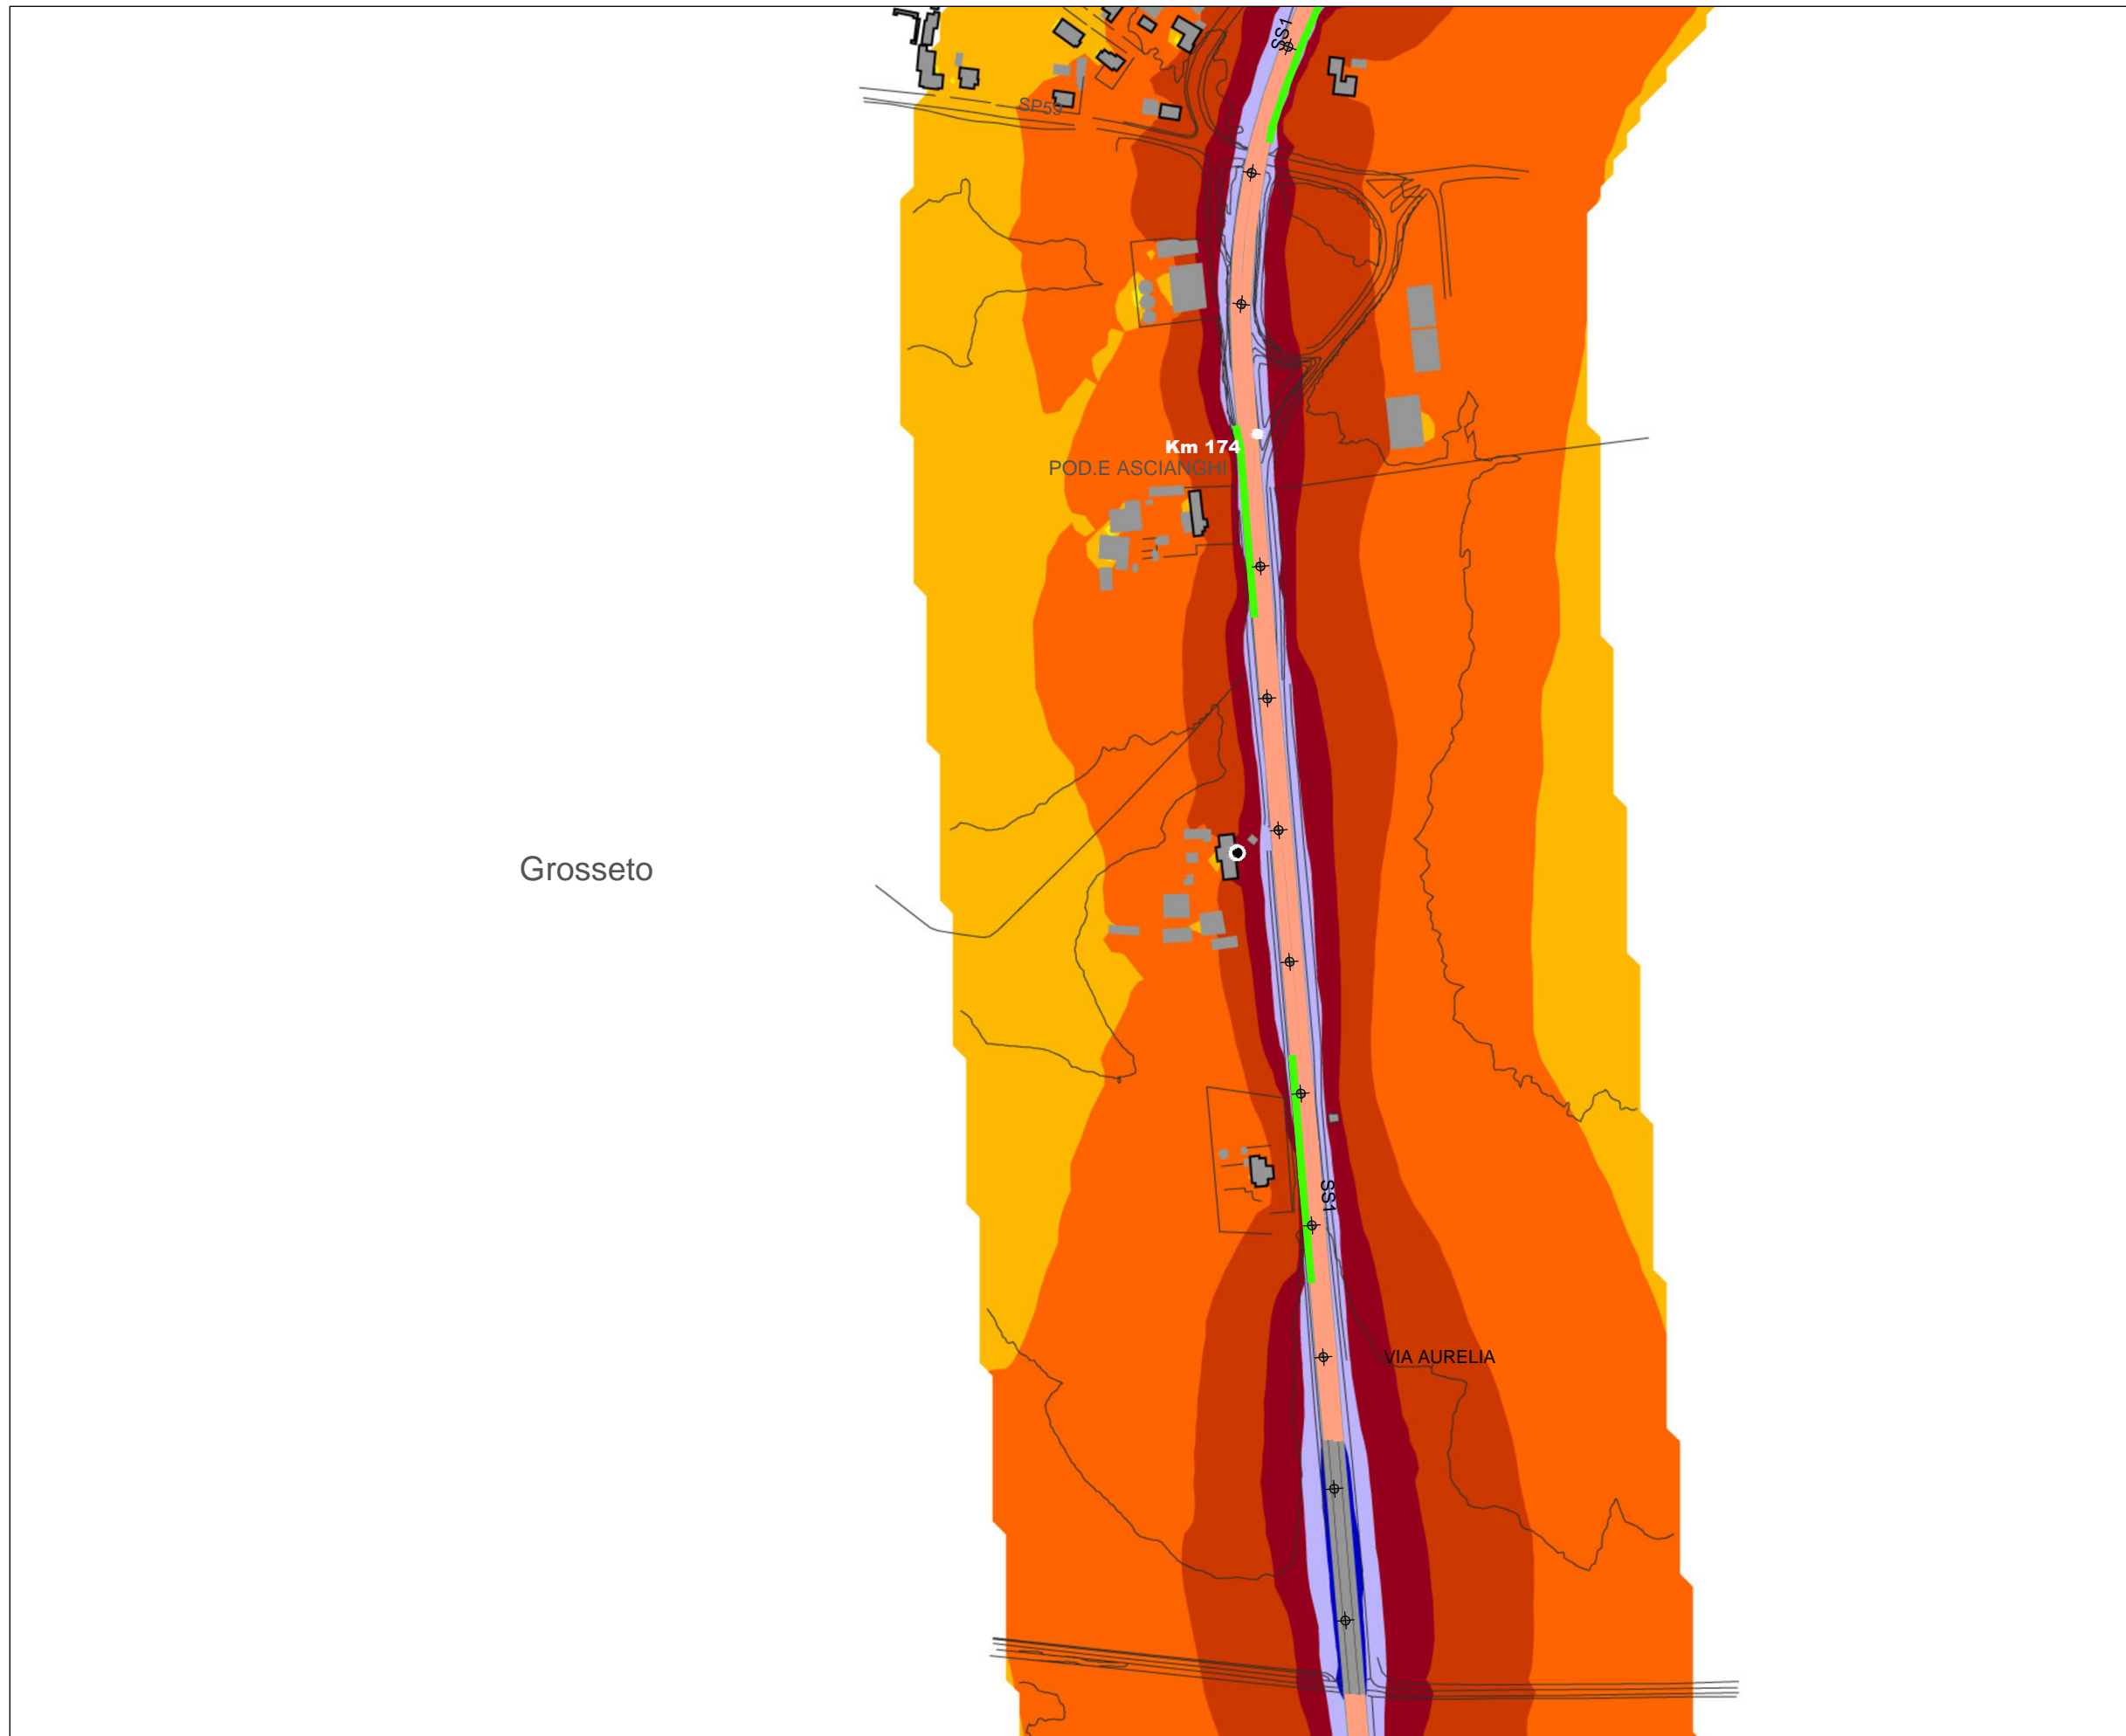 SS1
SP59
Km 174
POD.E ASCIANGHI
Grosseto
SS1
VIA AURELIA